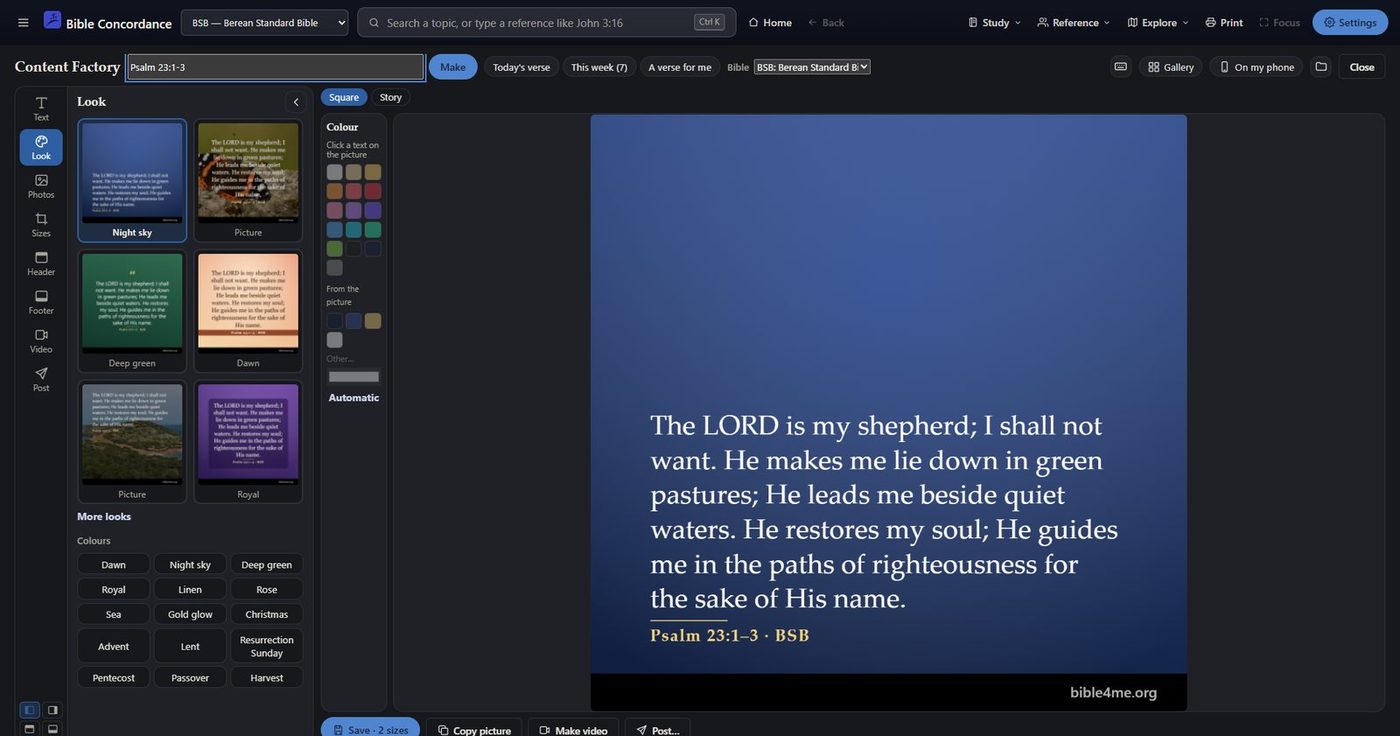 Bible Concordance
BSB — Berean Standard Bible
Search a topic, or type a reference like John 3:16
Ctrl K
Home
Back
Study
Reference
Explore
Print
Focus
Settings
Content Factory
Psalm 23:1-3
Make
Today's verse
This week (7)
A verse for me
Bible
BSB: Berean Standard Bi
Gallery
On my phone
Close
Text
Look
Photos
Sizes
Header
Footer
Video
Post
Look
Night sky
Picture
Deep green
Dawn
Picture
Royal
More looks
Colours
Dawn
Night sky
Deep green
Royal
Linen
Rose
Sea
Gold glow
Christmas
Advent
Lent
Resurrection
Sunday
Pentecost
Passover
Harvest
Square
Story
Colour
Click a text on
the picture
From the
picture
Other...
Automatic
The LORD is my shepherd; I shall not
want. He makes me lie down in green
pastures; He leads me beside quiet
waters. He restores my soul; He guides
me in the paths of righteousness for
the sake of His name.
Psalm 23:1–3 · BSB
bible4me.org
Save · 2 sizes
Copy picture
Make video
Post...